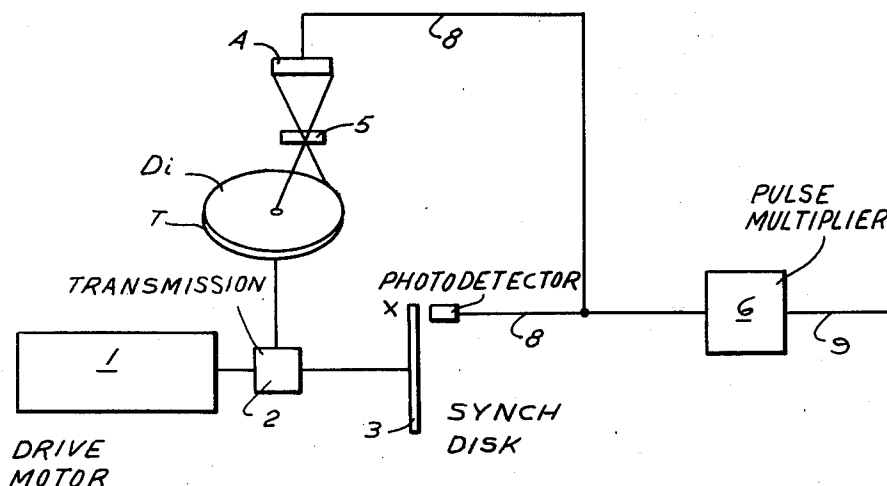 8
A
5
Di
T
PULSE
MULTIPLIER
TRANSMISSION
PHOTODETECTOR
X
1
6
8
9
2
3
SYNCH
DISK
DRIVE
MOTOR